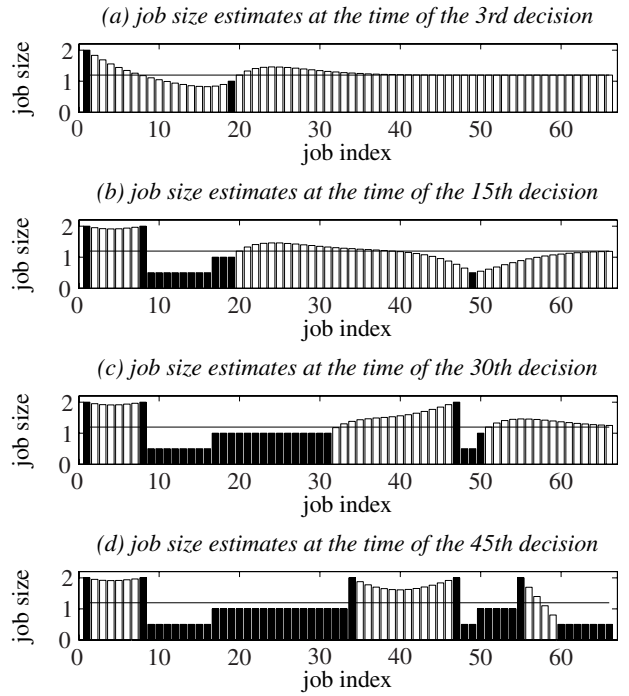 (a) job size estimates at the time of the 3rd decision
job size
2
1
0
0 10 20 30 40 50 60
job index
(b) job size estimates at the time of the 15th decision
job size
2
1
0
0 10 20 30 40 50 60
job index
(c) job size estimates at the time of the 30th decision
job size
2
1
0
0 10 20 30 40 50 60
job index
(d) job size estimates at the time of the 45th decision
job size
2
1
0
0 10 20 30 40 50 60
job index